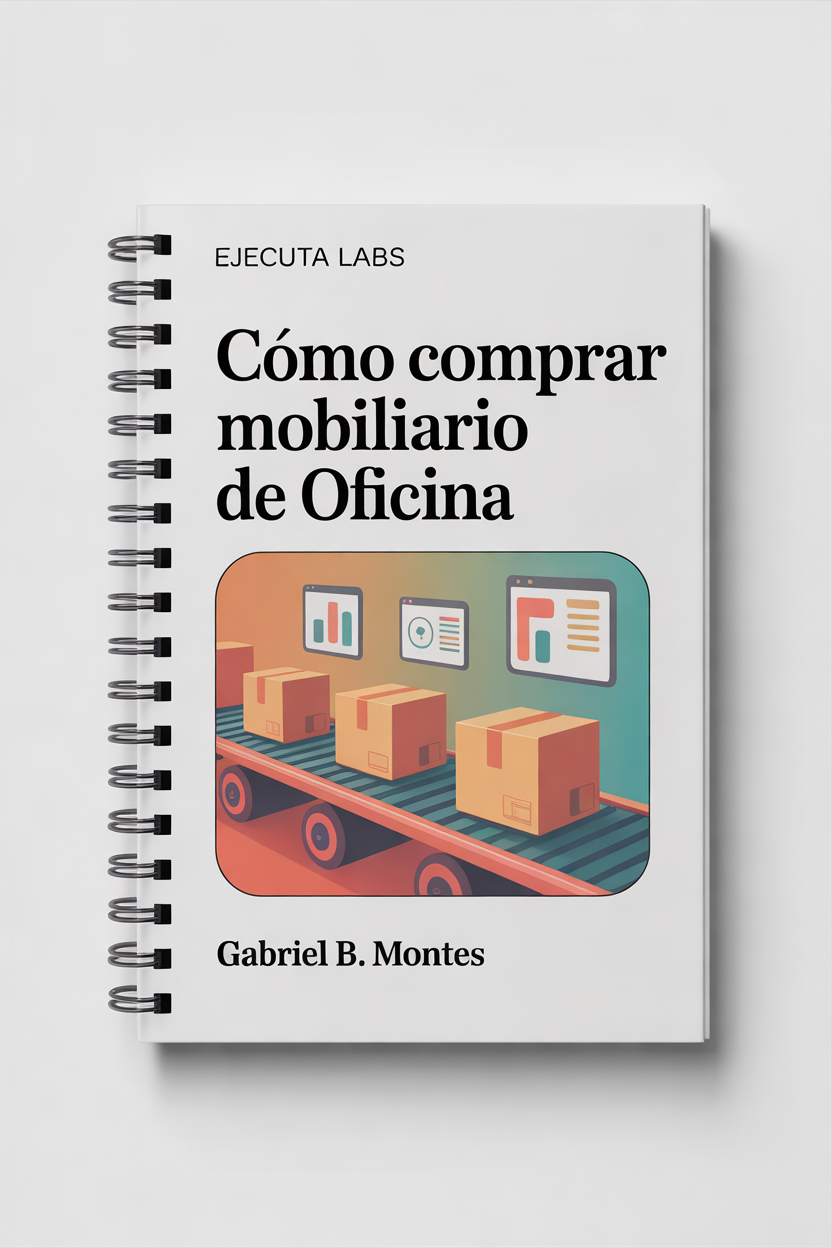 EJECUTA LABS
Cómo comprar
mobiliario
de Oficina
Gabriel B. Montes